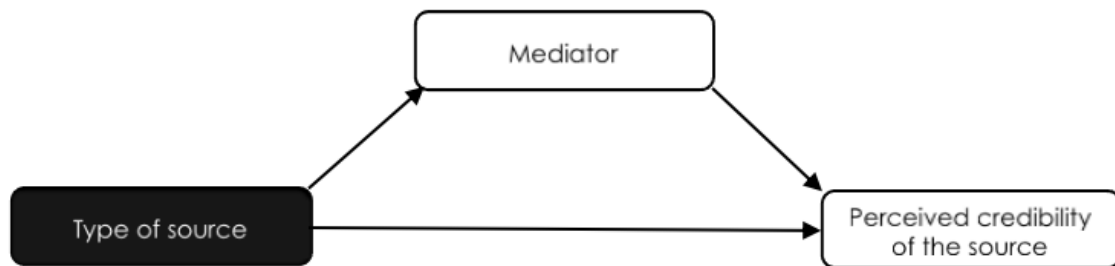 Mediator
Type of source
Perceived credibility
of the source